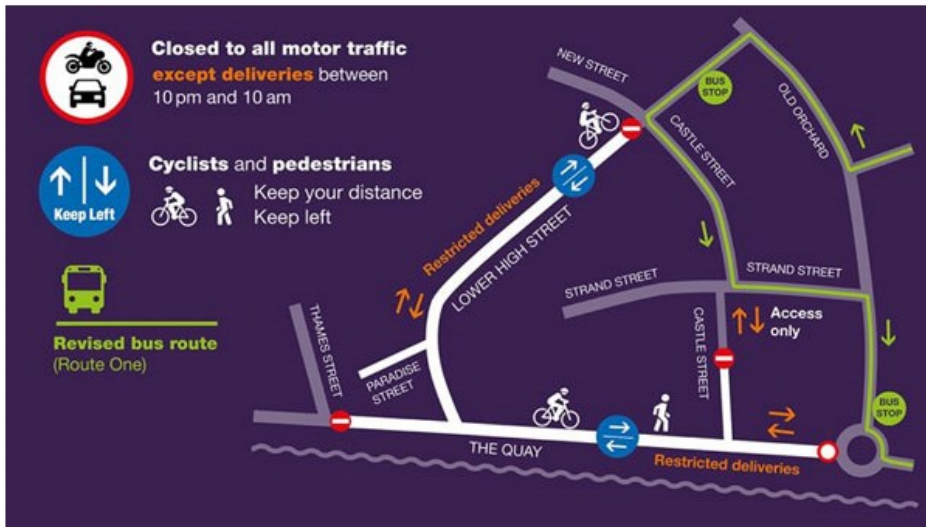 Closed to all motor traffic
except deliveries between
10 pm and 10 am
Keep Left
Cyclists and pedestrians
Keep your distance
Keep left
Revised bus route
(Route One)
NEW STREET
BUS
STOP
OLD ORCHARD
CASTLE STREET
Restricted deliveries
LOWER HIGH STREET
STRAND STREET
STRAND STREET
Access
only
THAMES STREET
PARADISE
STREET
CASTLE STREET
BUS
STOP
THE QUAY
Restricted deliveries